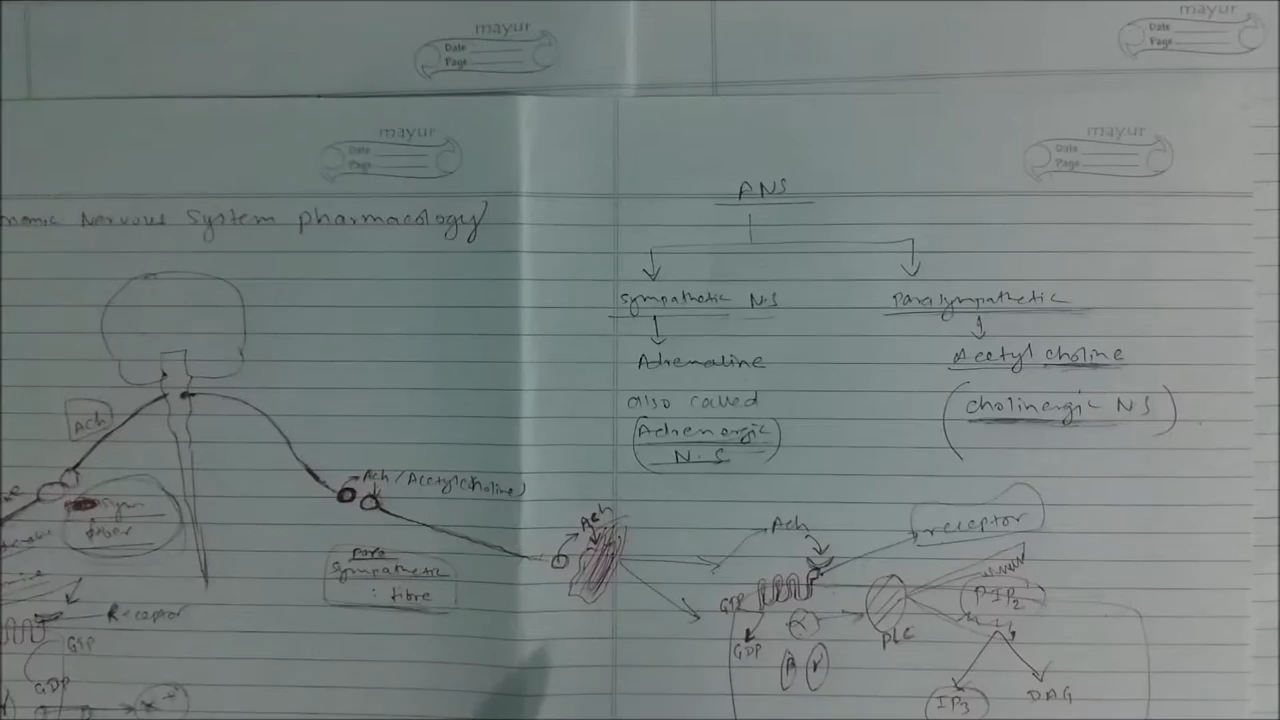 mayur
Date
Page
mayur
Date
Page
mayur
Date
Page
mayur
Date
Page
Nervous System pharmacology
Ach
Ach / Acetylcholine)
sym
fiber
para
sympathetic
: fibre
Receptor
GTP
GDP
ANS
Sympathetic N.S
Parasympathetic
Adrenaline
also called
Adrenergic
N.S
Acetyl choline
(cholinergic NS)
Ach
Ach
receptor
GTP
GDP
α
β
γ
PLC
PIP2
IP3
DAG